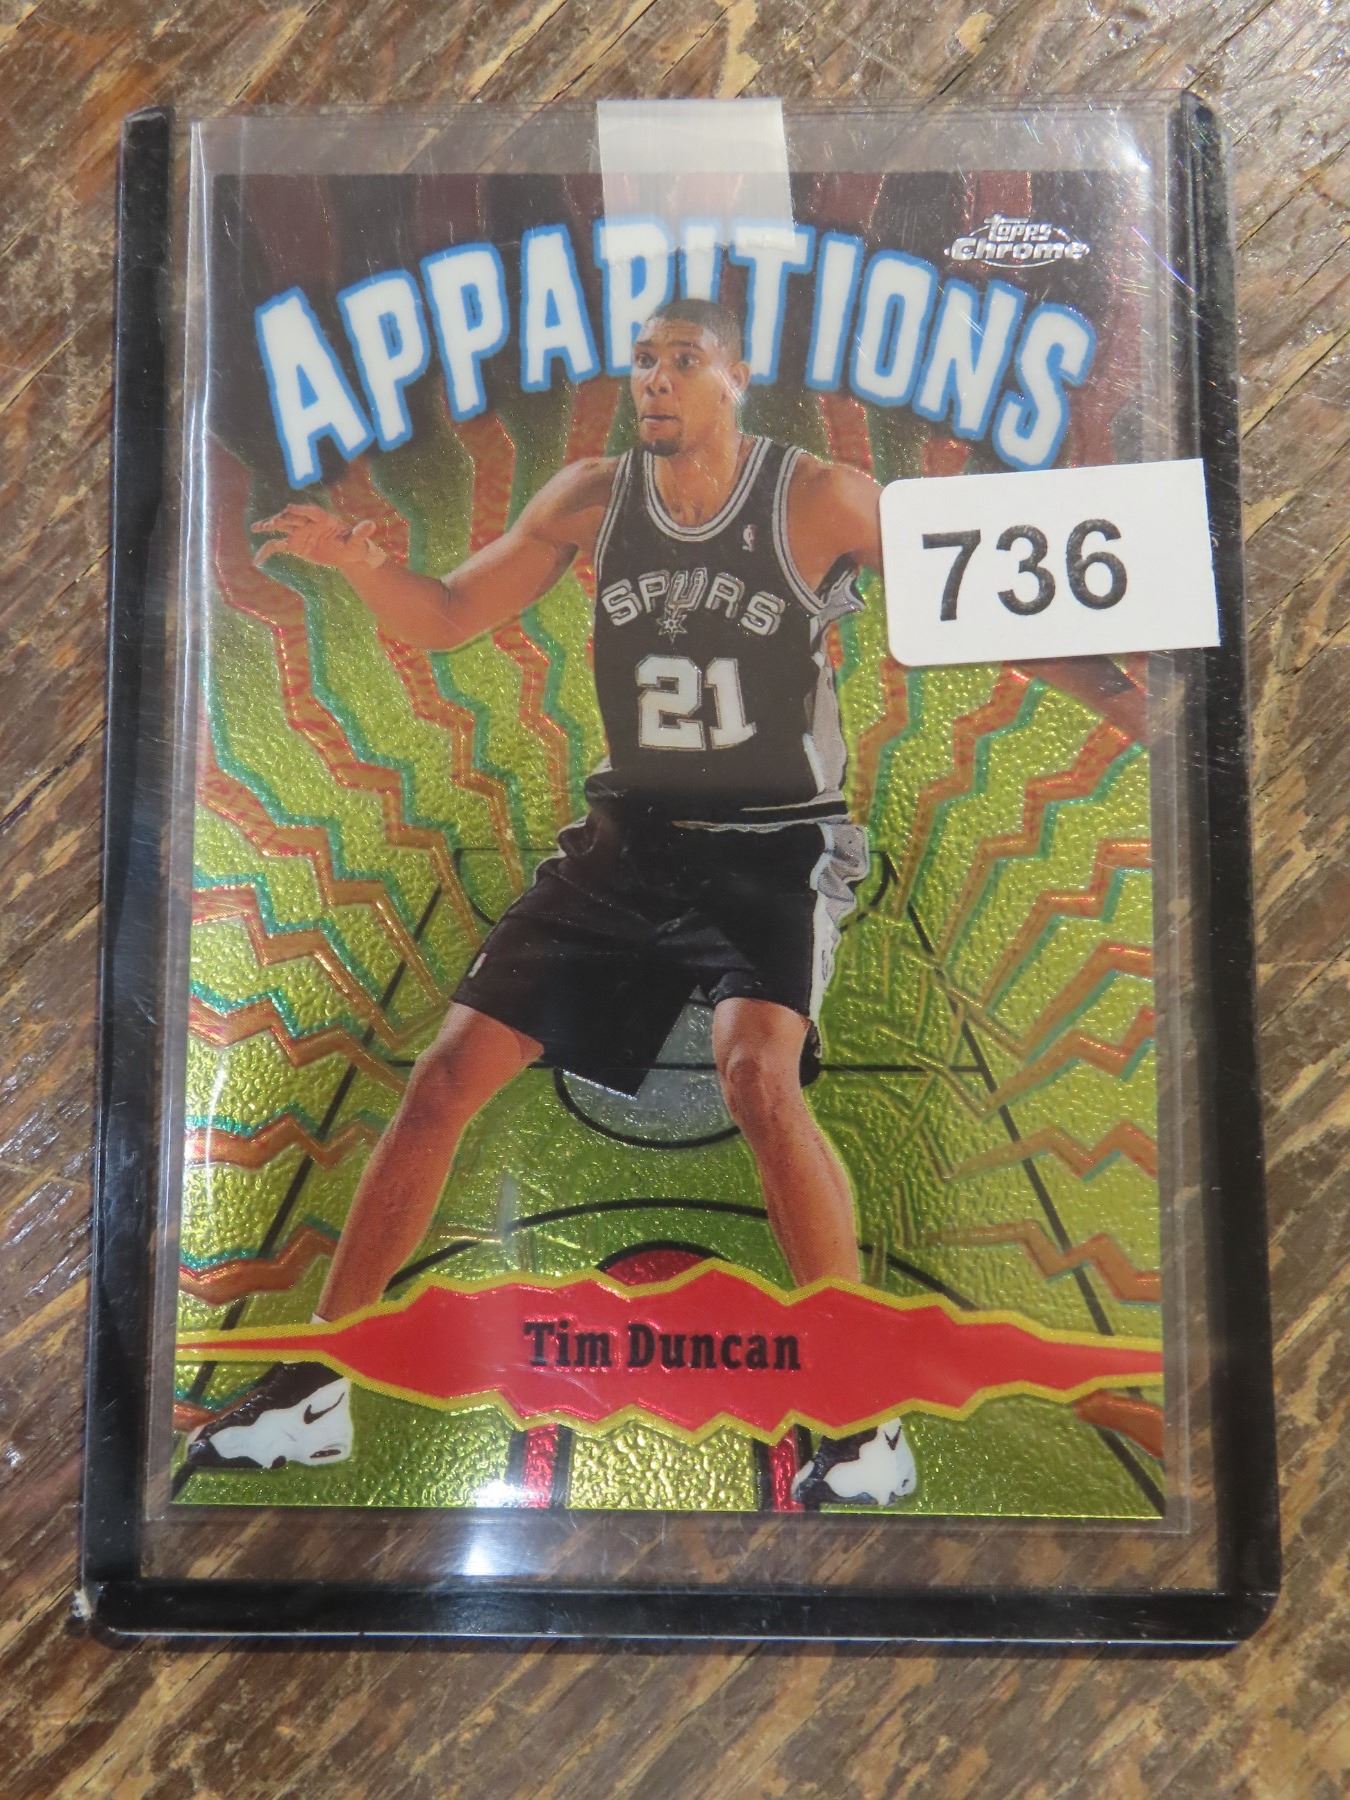 Topps
Chrome
APPARITIONS
736
SPURS
21
Tim Duncan